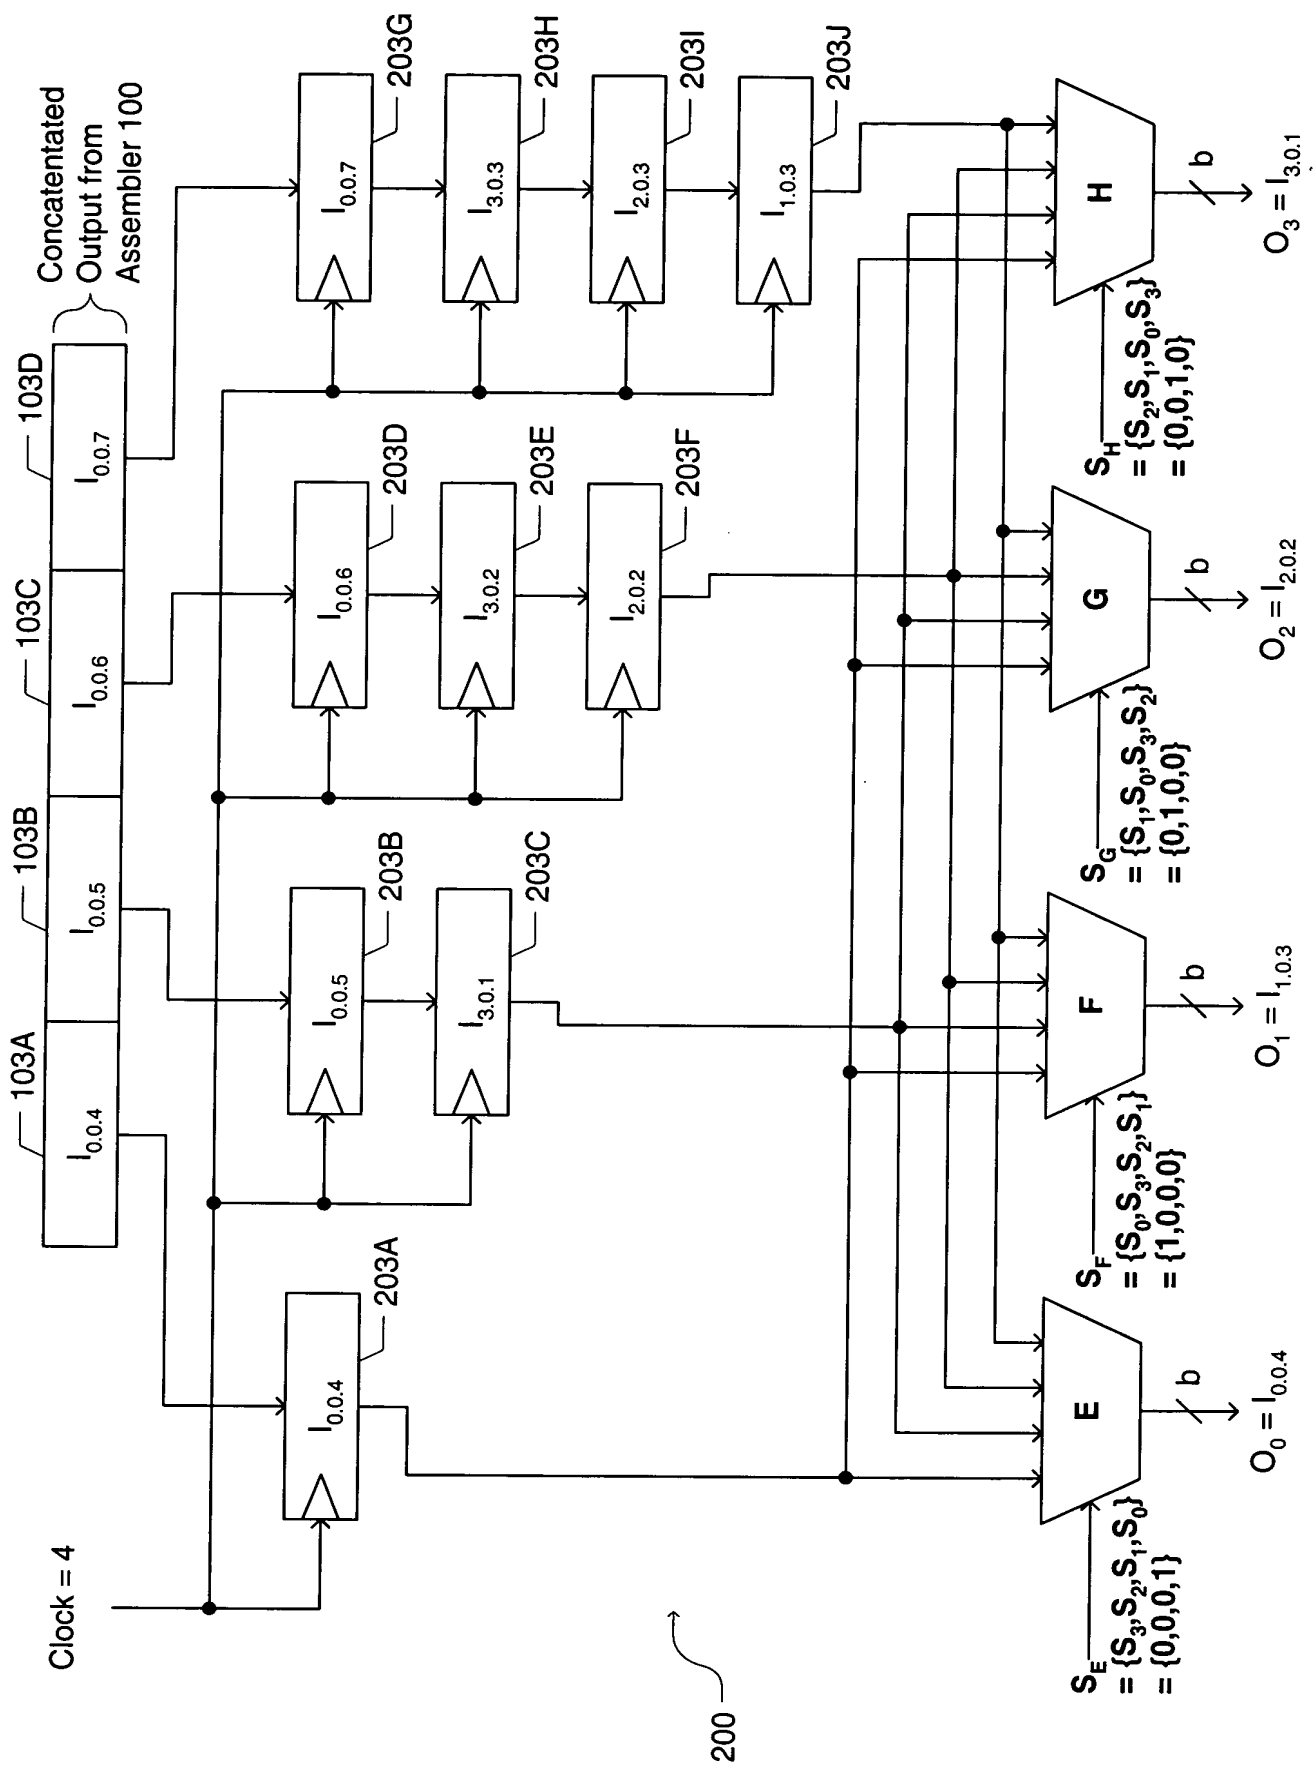 Clock = 4
Concatentated
Output from
Assembler 100
103A
103B
103C
103D
I0.0.4
I0.0.5
I0.0.6
I0.0.7
I0.0.4
203A
I0.0.5
203B
I3.0.1
203C
I0.0.6
203D
I3.0.2
203E
I2.0.2
203F
I0.0.7
203G
I3.0.3
203H
I2.0.3
203I
I1.0.3
203J
200
E
SE
= {S3,S2,S1,S0}
= {0,0,0,1}
b
O0 = I0.0.4
F
SF
= {S0,S3,S2,S1}
= {1,0,0,0}
b
O1 = I1.0.3
G
SG
= {S1,S0,S3,S2}
= {0,1,0,0}
b
O2 = I2.0.2
H
SH
= {S2,S1,S0,S3}
= {0,0,1,0}
b
O3 = I3.0.1